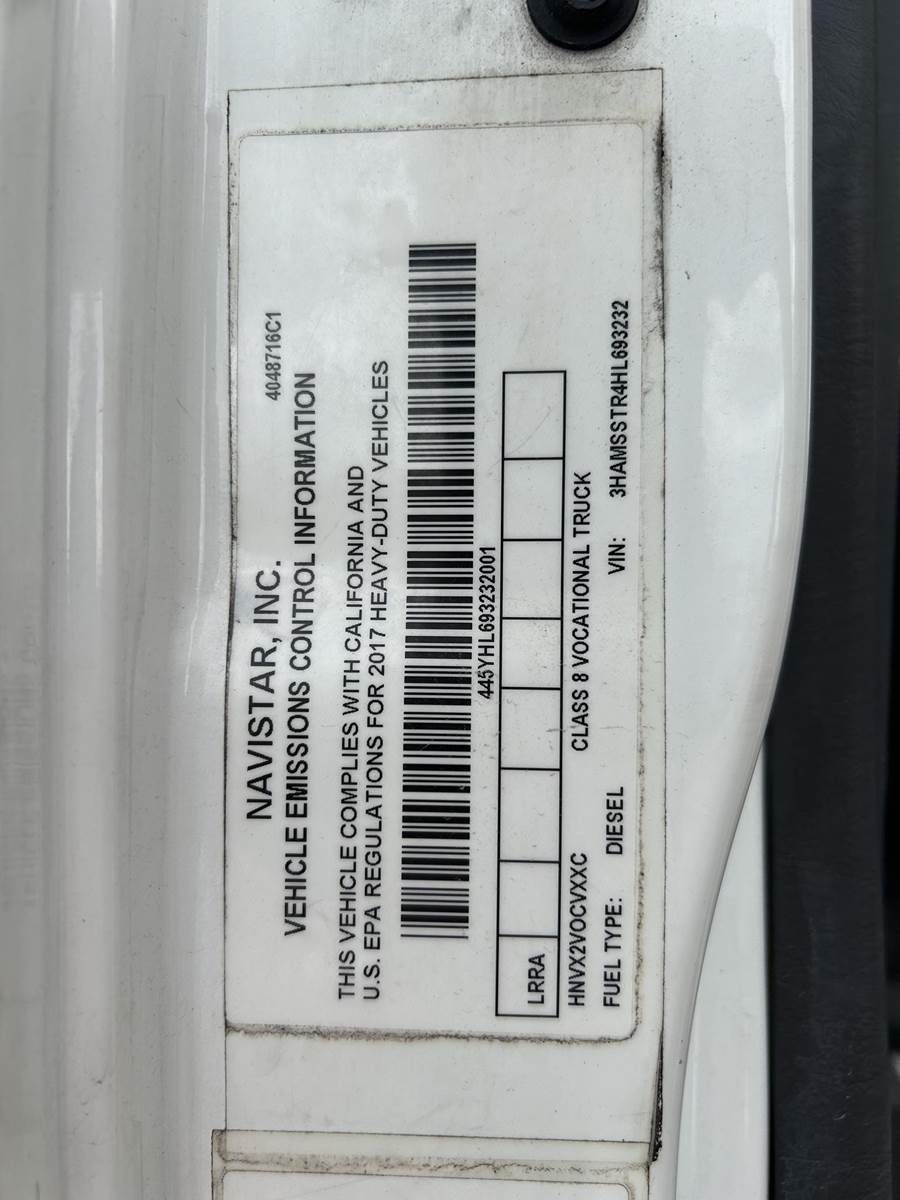 4048716C1
NAVISTAR, INC.
VEHICLE EMISSIONS CONTROL INFORMATION
THIS VEHICLE COMPLIES WITH CALIFORNIA AND
U.S. EPA REGULATIONS FOR 2017 HEAVY-DUTY VEHICLES
445YHL693232001
LRRA
HNVX2VOCVXXC CLASS 8 VOCATIONAL TRUCK
FUEL TYPE: DIESEL VIN: 3HAMSSTR4HL693232